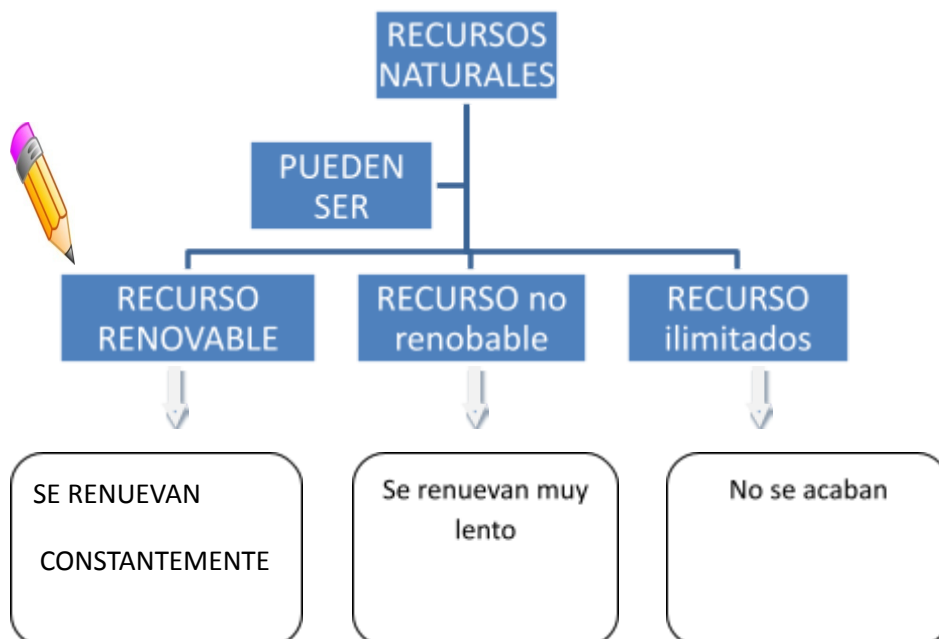 RECURSOS
NATURALES
PUEDEN
SER
RECURSO
RENOVABLE
RECURSO no
renobable
RECURSO
ilimitados
SE RENUEVAN
CONSTANTEMENTE
Se renuevan muy
lento
No se acaban